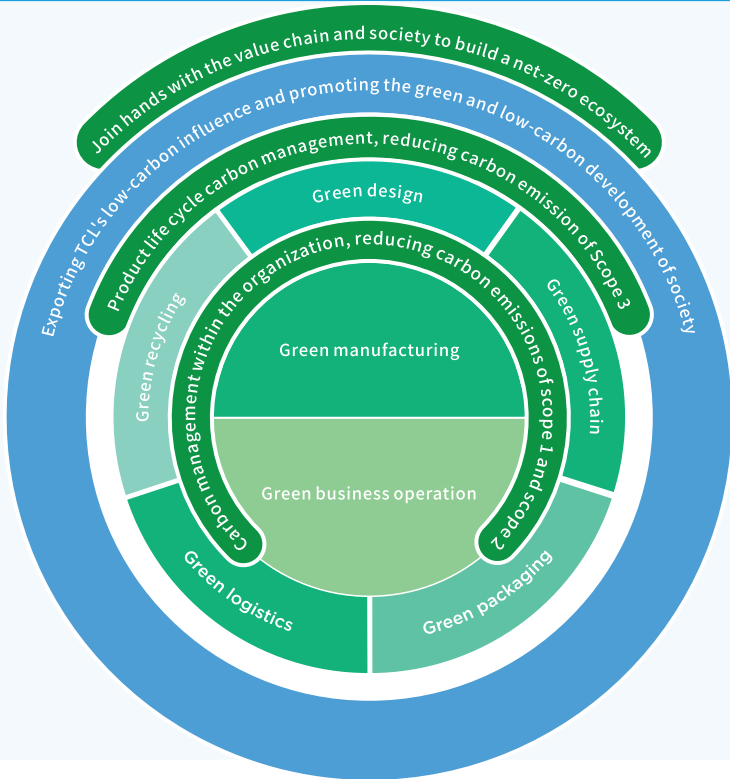 Join hands with the value chain and society to build a net-zero ecosystem
Exporting TCL's low-carbon influence and promoting the green and low-carbon development of society
Product life cycle carbon management, reducing carbon emission of Scope 3
Green design
Carbon management within the organization, reducing carbon emissions of scope 1 and scope 2
Green recycling
Green supply chain
Green manufacturing
Green business operation
Green logistics
Green packaging